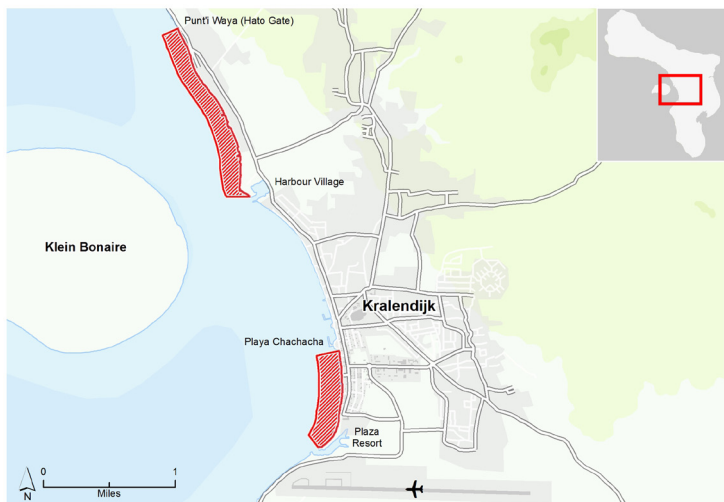 Punt'i Waya (Hato Gate)
Harbour Village
Klein Bonaire
Kralendijk
Playa Chachacha
Plaza
Resort
0 1
Miles
N